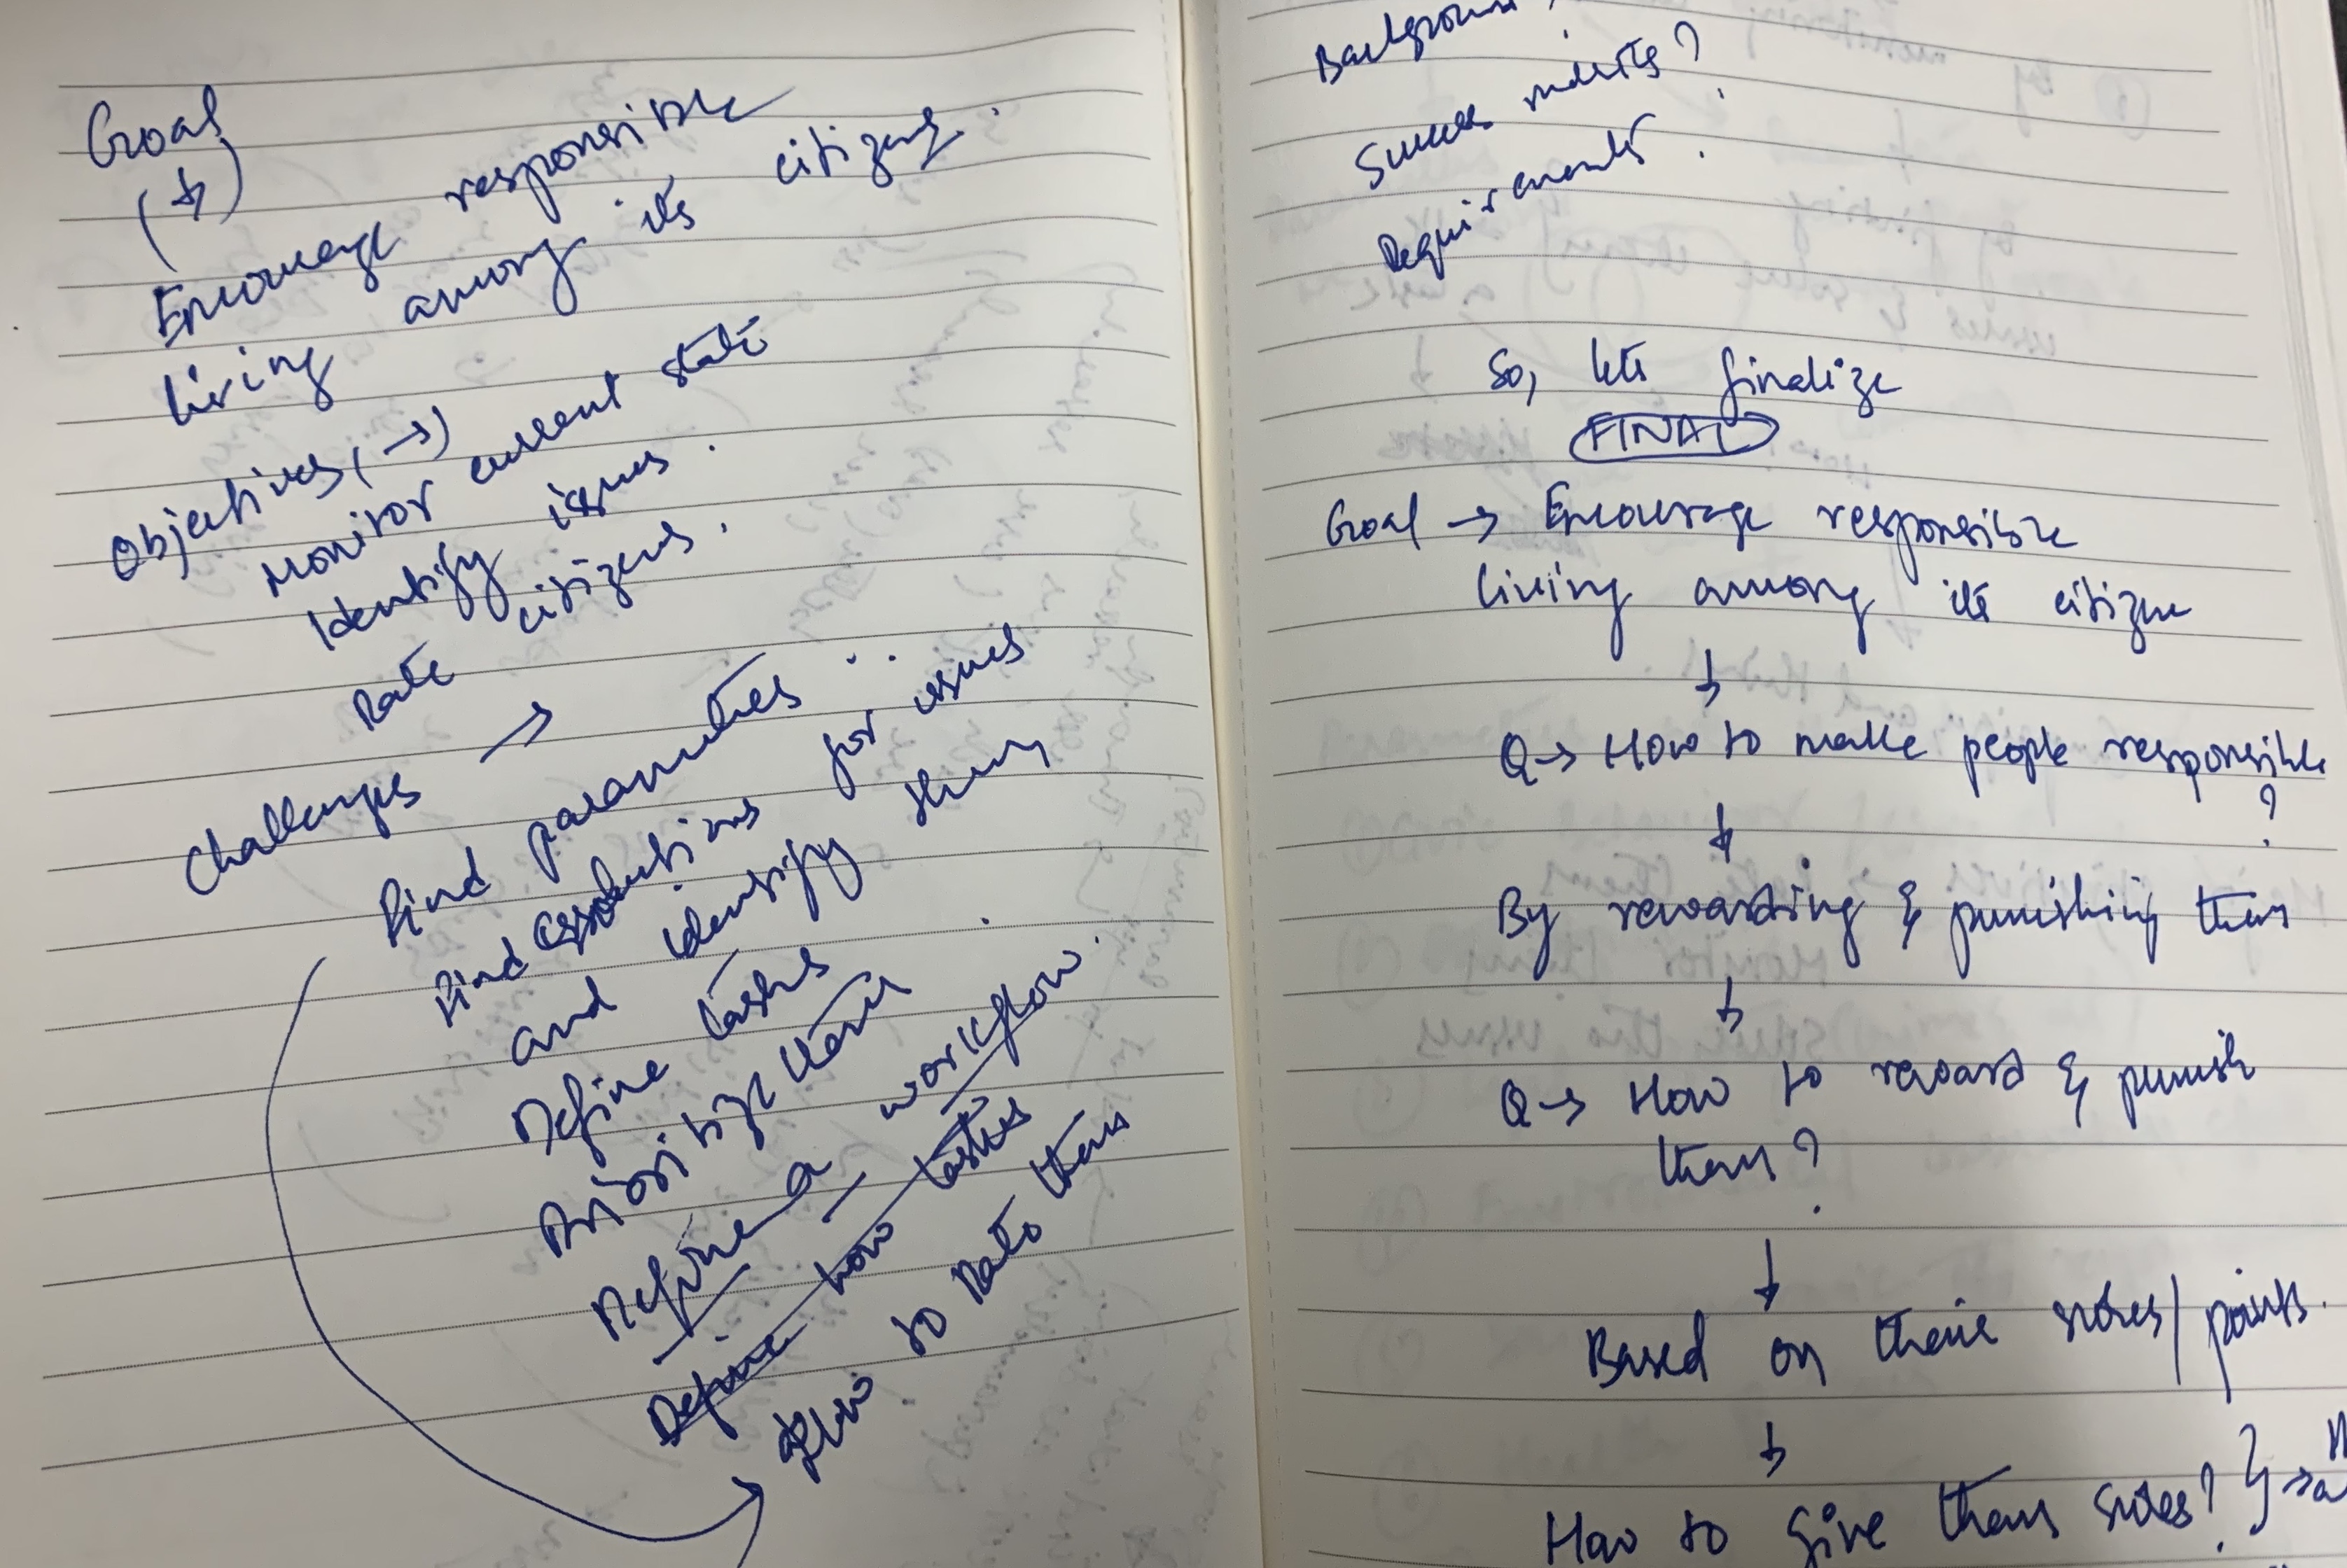 Goal
(↓)
Encourage responsible
living among its citizens.
Objectives (→)
Monitor current state
Identify issues.
Rate citizens.
Challenges →
Find parameters..
Find solutions for issues
and identify them
Define tasks
Prioritize them.
Define a workflow.
Define how tasks
to Rate them
Background
Success metrics?
Requirements.
So, lets finalize
FINAL
Goal → Encourage responsible
living among its citizen
↓
Q → How to make people responsible
?
↓
By rewarding & punishing them
↓
Q → How to reward & punish
them?
↓
Based on their scores/points.
↓
How to give them scores? } →